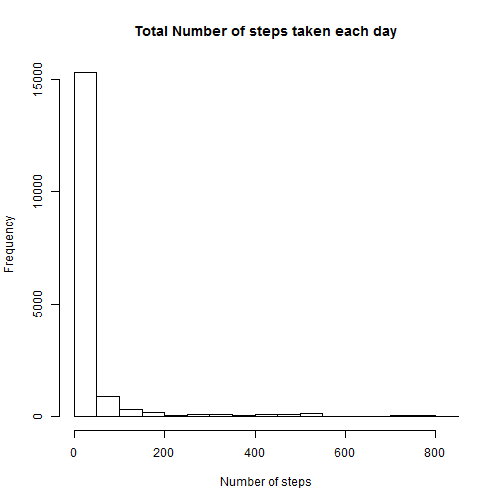 Total Number of steps taken each day
Frequency
15000
10000
5000
0
0 200 400 600 800
Number of steps